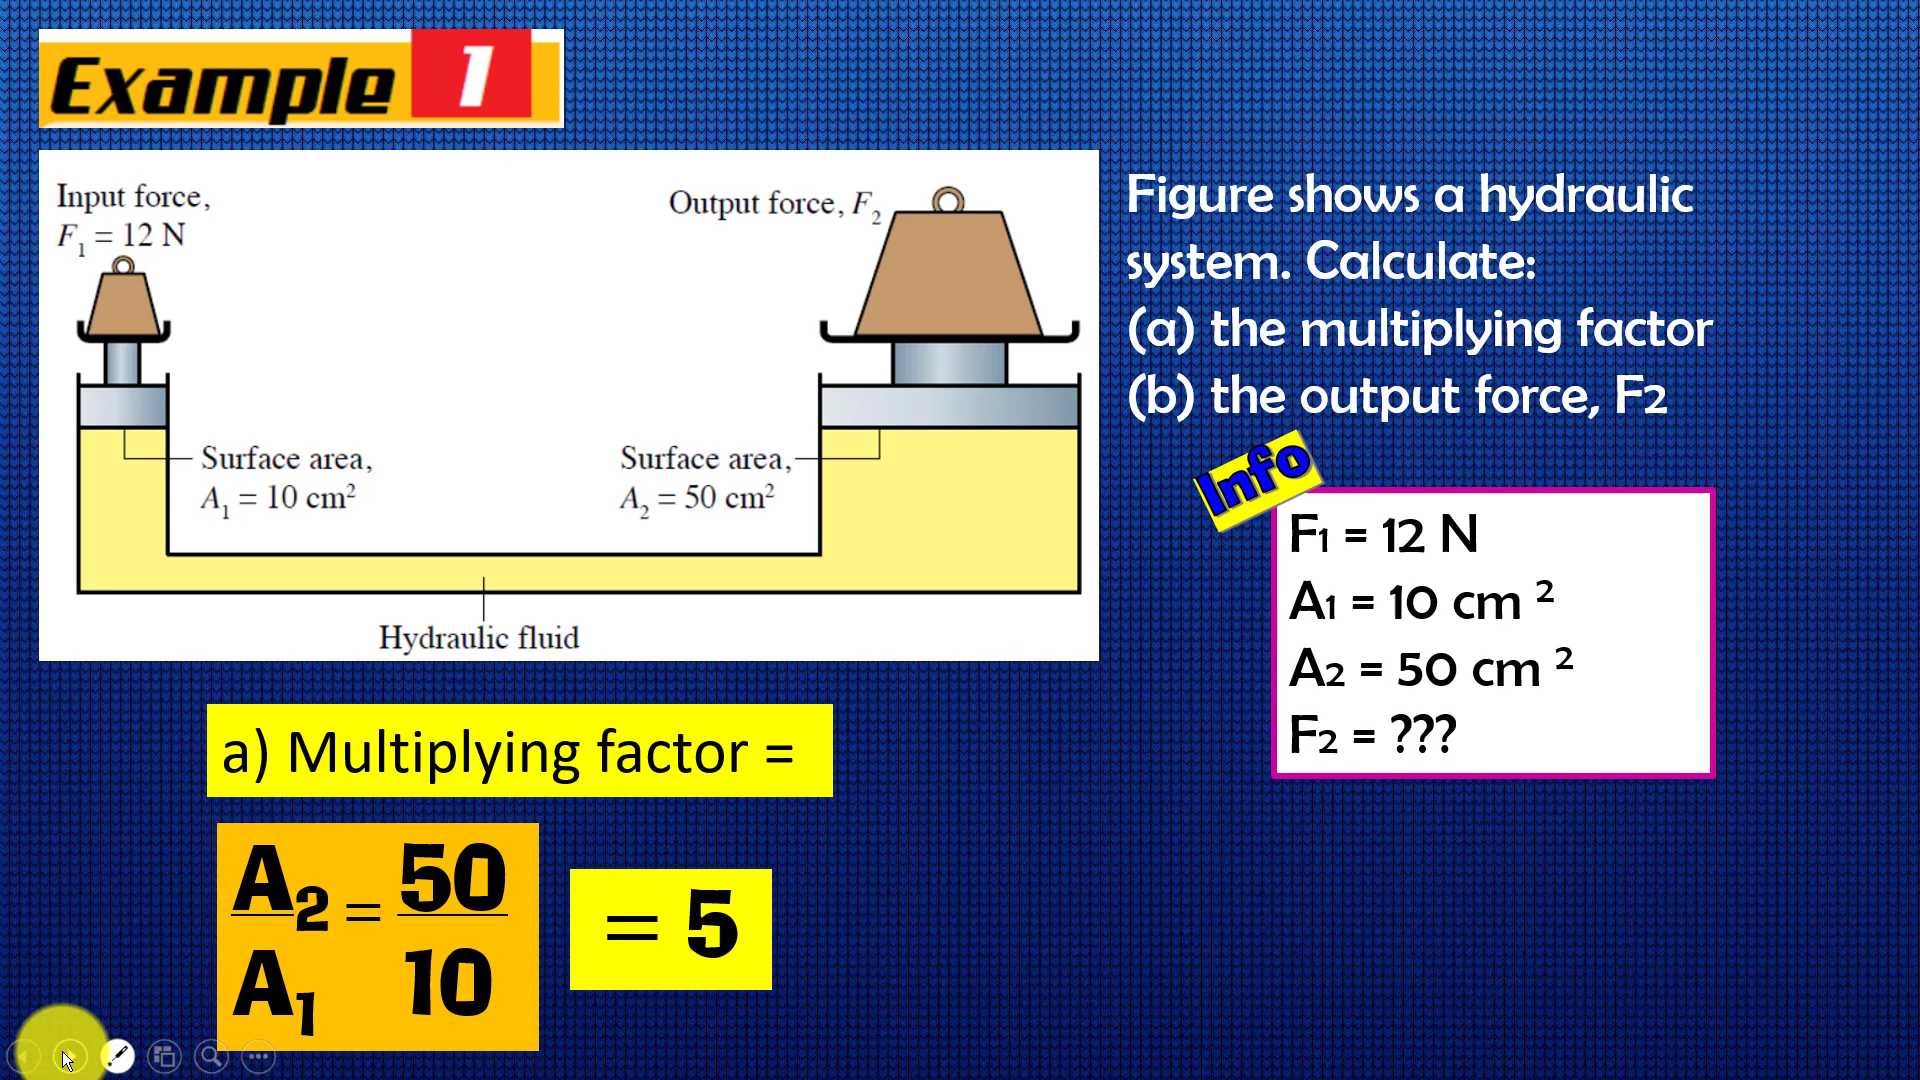 Example 1
Input force,
F₁ = 12 N
Output force, F₂
Surface area,
A₁ = 10 cm²
Surface area,
A₂ = 50 cm²
Hydraulic fluid
Figure shows a hydraulic
system. Calculate:
(a) the multiplying factor
(b) the output force, F2
Info
F1 = 12 N
A1 = 10 cm ²
A2 = 50 cm ²
F2 = ???
a) Multiplying factor =
A₂ = 50
A₁ 10
= 5